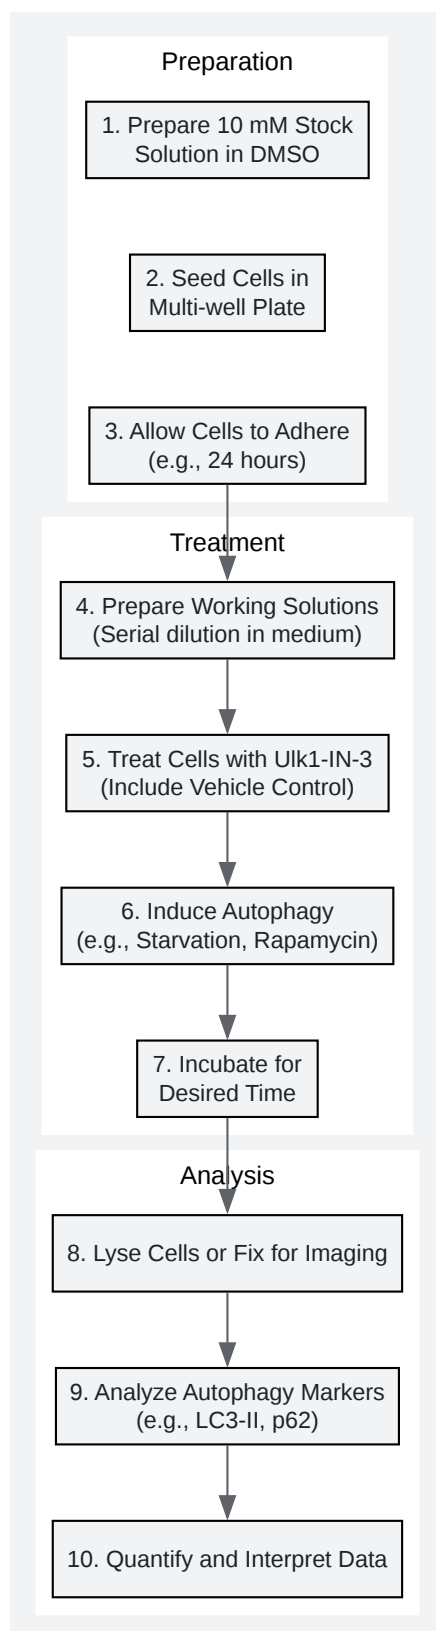 Preparation
1. Prepare 10 mM Stock
Solution in DMSO
2. Seed Cells in
Multi-well Plate
3. Allow Cells to Adhere
(e.g., 24 hours)
Treatment
4. Prepare Working Solutions
(Serial dilution in medium)
5. Treat Cells with Ulk1-IN-3
(Include Vehicle Control)
6. Induce Autophagy
(e.g., Starvation, Rapamycin)
7. Incubate for
Desired Time
Analysis
8. Lyse Cells or Fix for Imaging
9. Analyze Autophagy Markers
(e.g., LC3-II, p62)
10. Quantify and Interpret Data